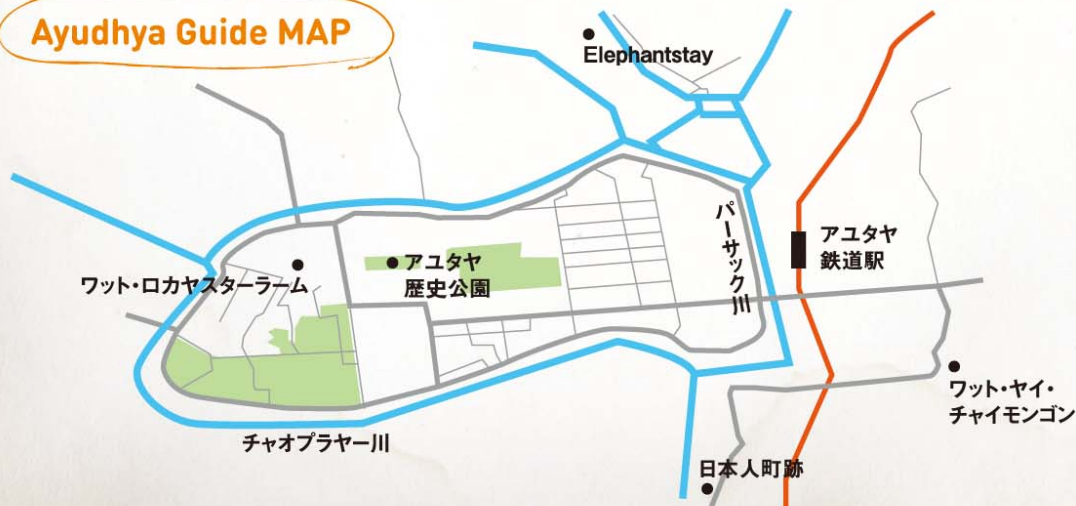 Ayudhya Guide MAP
Elephantstay
パーサック川
アユタヤ
鉄道駅
ワット・ロカヤスターラーム
アユタヤ
歴史公園
ワット・ヤイ・
チャイモンゴン
チャオプラヤー川
日本人町跡